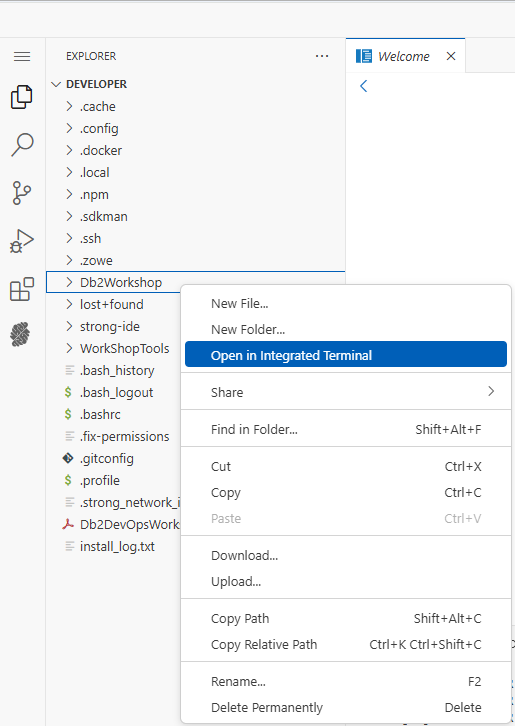 EXPLORER
···
Welcome
DEVELOPER
.cache
.config
.docker
.local
.npm
.sdkman
.ssh
.zowe
Db2Workshop
lost+found
strong-ide
WorkShopTools
.bash_history
$ .bash_logout
$ .bashrc
.fix-permissions
.gitconfig
$ .profile
.strong_network_i
Db2DevOpsWork
install_log.txt
New File...
New Folder...
Open in Integrated Terminal
Share
Find in Folder... Shift+Alt+F
Cut Ctrl+X
Copy Ctrl+C
Paste Ctrl+V
Download...
Upload...
Copy Path Shift+Alt+C
Copy Relative Path Ctrl+K Ctrl+Shift+C
Rename... F2
Delete Permanently Delete